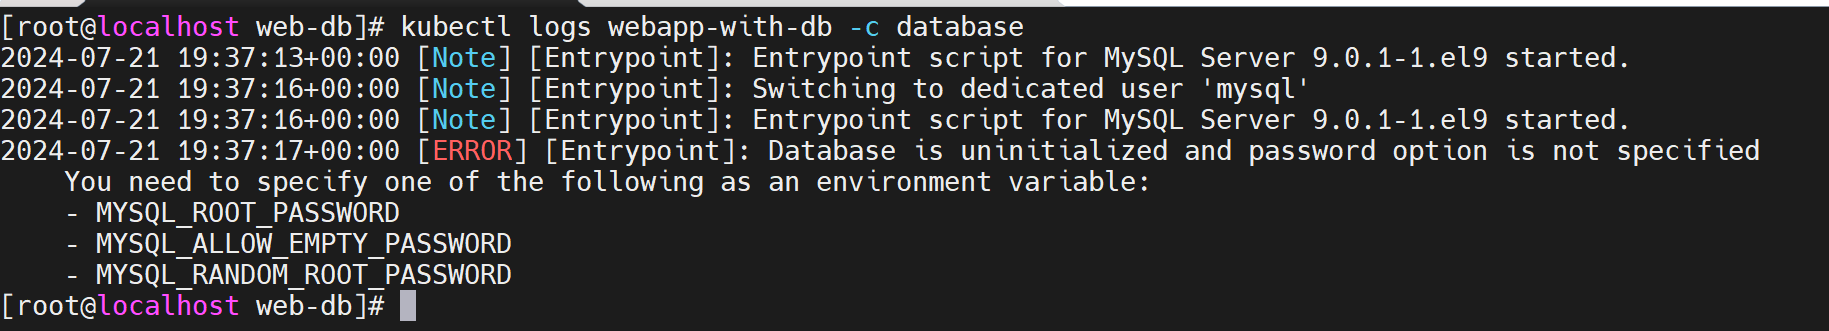 [root@localhost web-db]# kubectl logs webapp-with-db -c database
2024-07-21 19:37:13+00:00 [Note] [Entrypoint]: Entrypoint script for MySQL Server 9.0.1-1.el9 started.
2024-07-21 19:37:16+00:00 [Note] [Entrypoint]: Switching to dedicated user 'mysql'
2024-07-21 19:37:16+00:00 [Note] [Entrypoint]: Entrypoint script for MySQL Server 9.0.1-1.el9 started.
2024-07-21 19:37:17+00:00 [ERROR] [Entrypoint]: Database is uninitialized and password option is not specified
    You need to specify one of the following as an environment variable:
    - MYSQL_ROOT_PASSWORD
    - MYSQL_ALLOW_EMPTY_PASSWORD
    - MYSQL_RANDOM_ROOT_PASSWORD
[root@localhost web-db]#